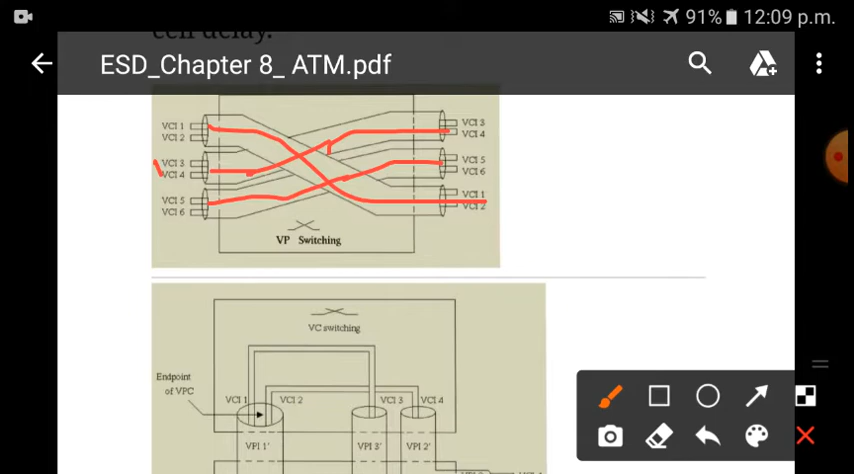 91% 12:09 p.m.
cell delay.
ESD_Chapter 8_ ATM.pdf
VCI 1
VCI 2
VCI 3
VCI 4
VCI 5
VCI 6
VCI 3
VCI 4
VCI 5
VCI 6
VCI 1
VCI 2
VP Switching
VC switching
Endpoint
of VPC
VCI 1
VCI 2
VCI 3
VCI 4
VPI 1'
VPI 3'
VPI 2'